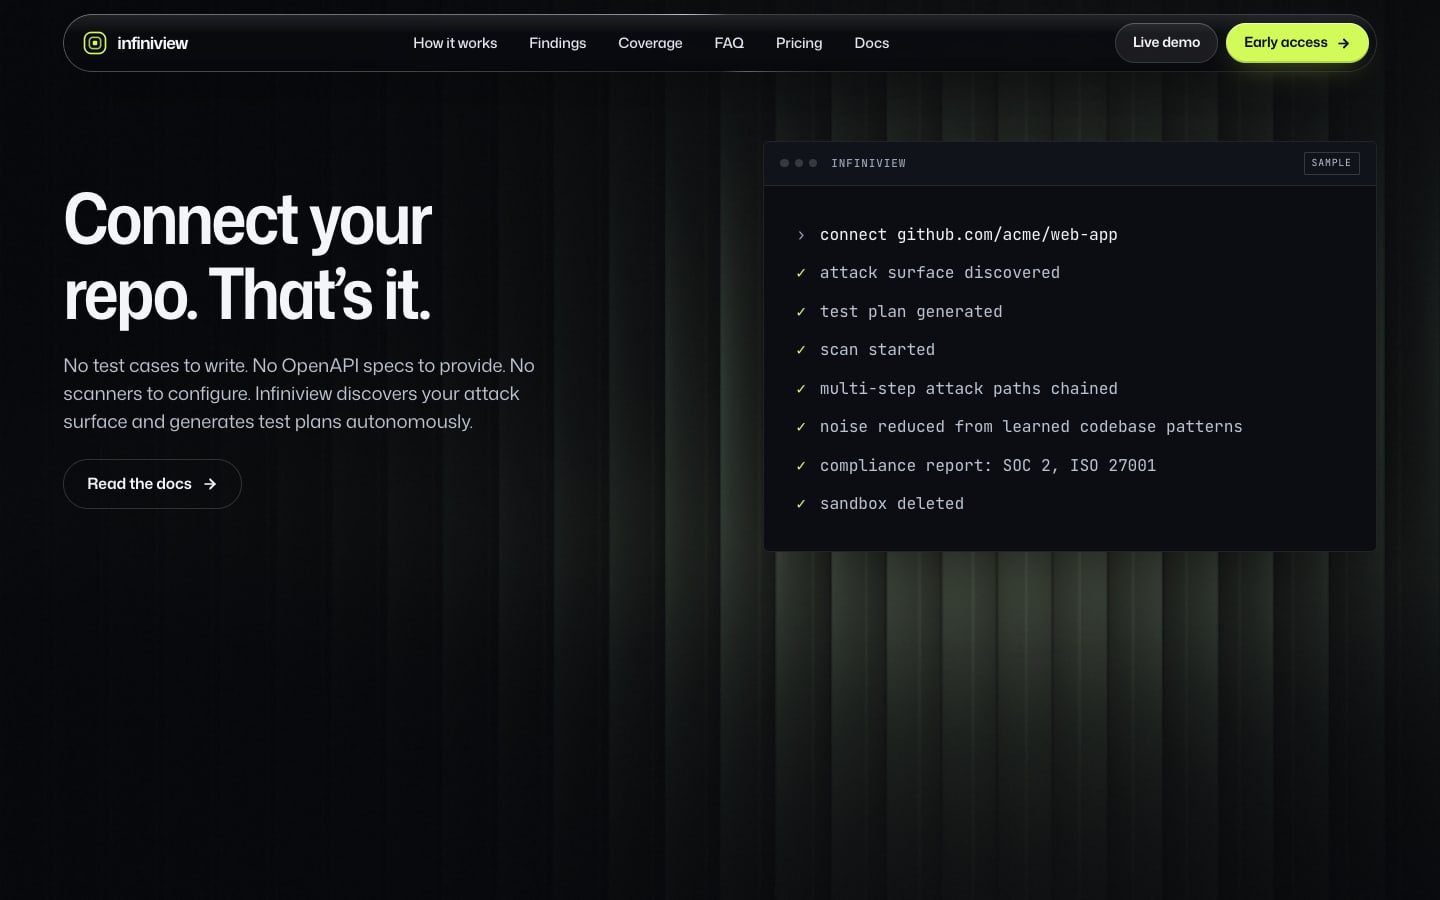 infiniview
How it works
Findings
Coverage
FAQ
Pricing
Docs
Live demo
Early access →
Connect your
repo. That’s it.
No test cases to write. No OpenAPI specs to provide. No
scanners to configure. Infiniview discovers your attack
surface and generates test plans autonomously.
Read the docs →
INFINIVIEW
SAMPLE
› connect github.com/acme/web-app
✓ attack surface discovered
✓ test plan generated
✓ scan started
✓ multi-step attack paths chained
✓ noise reduced from learned codebase patterns
✓ compliance report: SOC 2, ISO 27001
✓ sandbox deleted